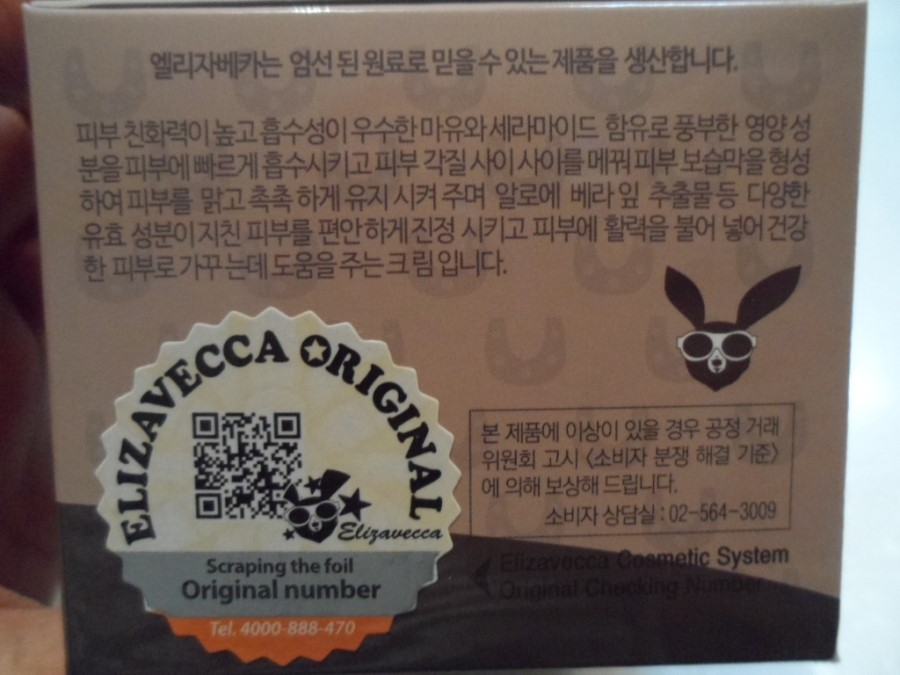 엘리자베카는 엄선 된 원료로 믿을 수 있는 제품을 생산합니다.
피부 친화력이 높고 흡수성이 우수한 마유와 세라마이드 함유로 풍부한 영양 성
분을 피부에 빠르게 흡수시키고 피부 각질 사이 사이를 메꿔 피부 보습막을 형성
하여 피부를 맑고 촉촉 하게 유지 시켜 주며 알로에 베라 잎 추출물 등 다양한
유효 성분이 지친 피부를 편안하게 진정 시키고 피부에 활력을 불어 넣어 건강
한 피부로 가꾸는데 도움을 주는 크림 입니다.
ELIZAVECCA ORIGINAL
Elizavecca
Scraping the foil
Original number
Tel. 4000-888-470
본 제품에 이상이 있을 경우 공정 거래
위원회 고시 <소비자 분쟁 해결 기준>
에 의해 보상해 드립니다.
소비자 상담실 : 02-564-3009
Elizavecca Cosmetic System
Original Checking Number